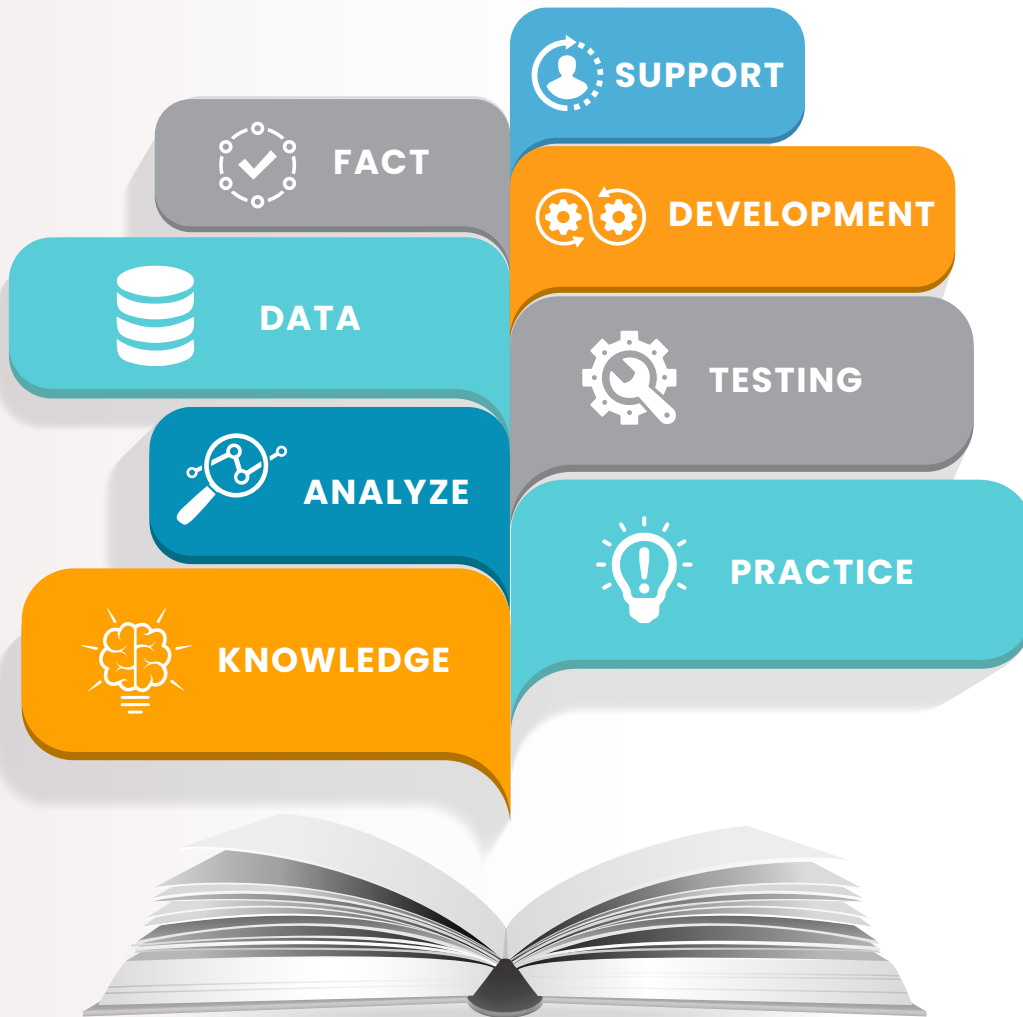 SUPPORT
FACT
DEVELOPMENT
DATA
TESTING
ANALYZE
PRACTICE
KNOWLEDGE